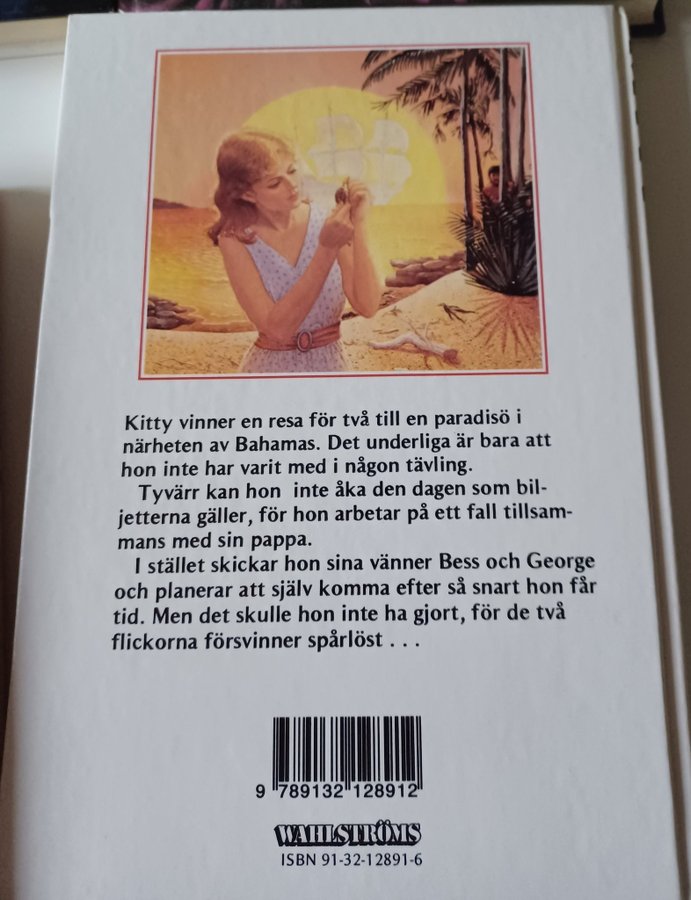 Kitty vinner en resa för två till en paradisö i
närheten av Bahamas. Det underliga är bara att
hon inte har varit med i någon tävling.
Tyvärr kan hon inte åka den dagen som bil-
jetterna gäller, för hon arbetar på ett fall tillsam-
mans med sin pappa.
I stället skickar hon sina vänner Bess och George
och planerar att själv komma efter så snart hon får
tid. Men det skulle hon inte ha gjort, för de två
flickorna försvinner spårlöst . . .
9 789132 128912
WAHLSTRÖMS
ISBN 91-32-12891-6